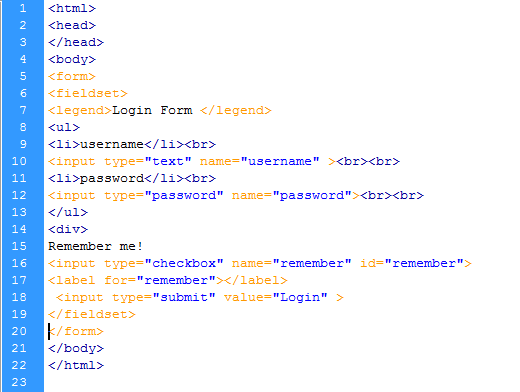 1 <html>
2 <head>
3 </head>
4 <body>
5 <form>
6 <fieldset>
7 <legend>Login Form </legend>
8 <ul>
9 <li>username</li><br>
10 <input type="text" name="username" ><br><br>
11 <li>password</li><br>
12 <input type="password" name="password"><br><br>
13 </ul>
14 <div>
15 Remember me!
16 <input type="checkbox" name="remember" id="remember">
17 <label for="remember"></label>
18  <input type="submit" value="Login" >
19 </fieldset>
20 </form>
21 </body>
22 </html>
23